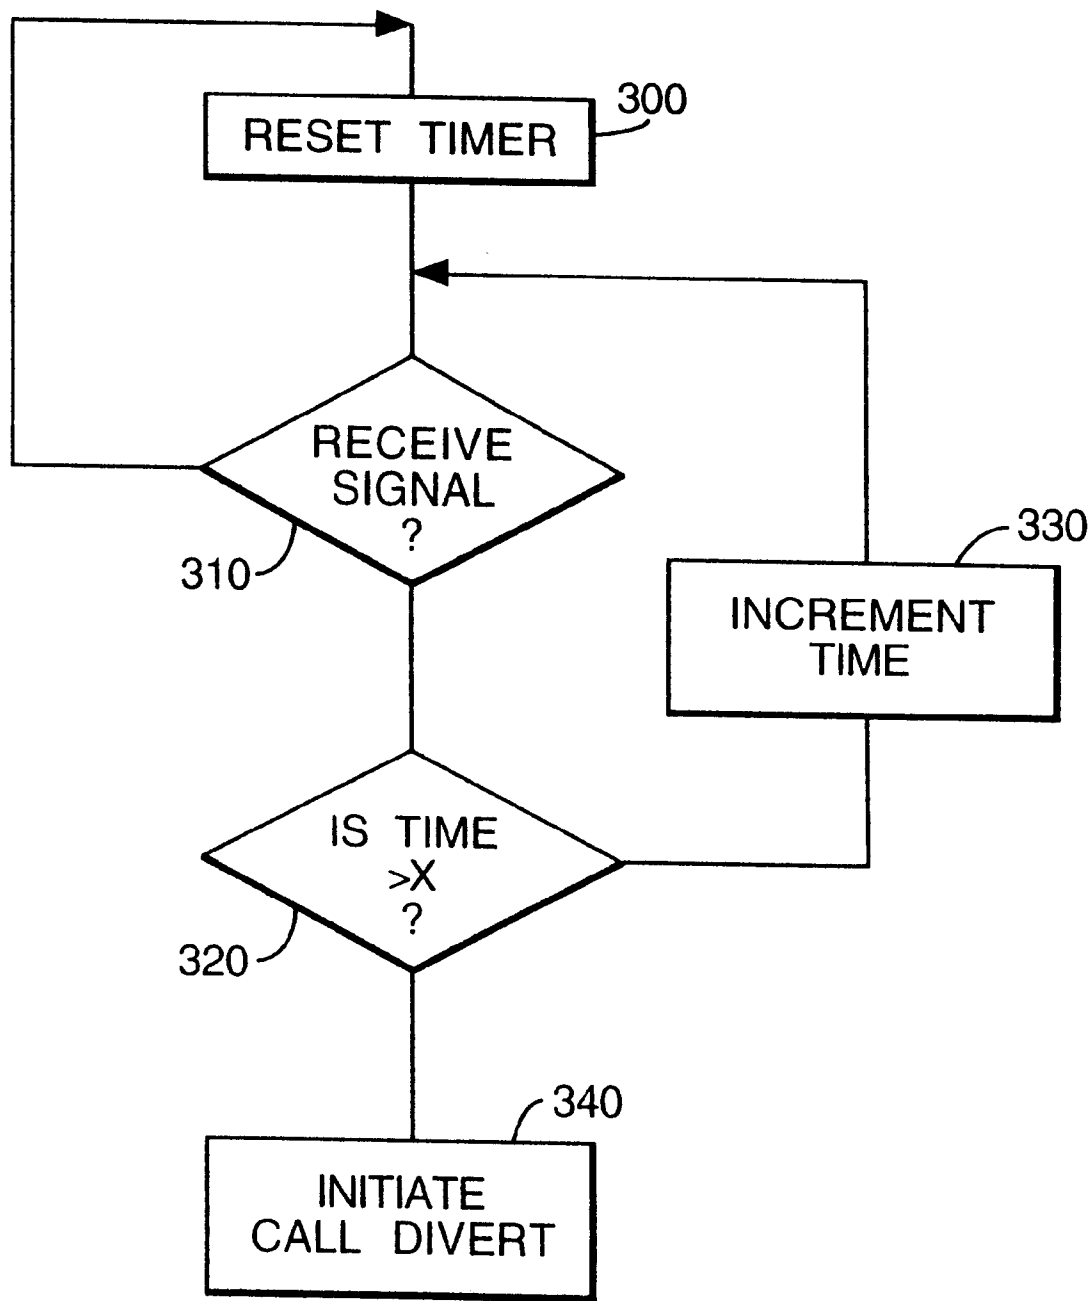 300
RESET TIMER
RECEIVE
SIGNAL
?
310
330
INCREMENT
TIME
IS TIME
>X
?
320
340
INITIATE
CALL DIVERT